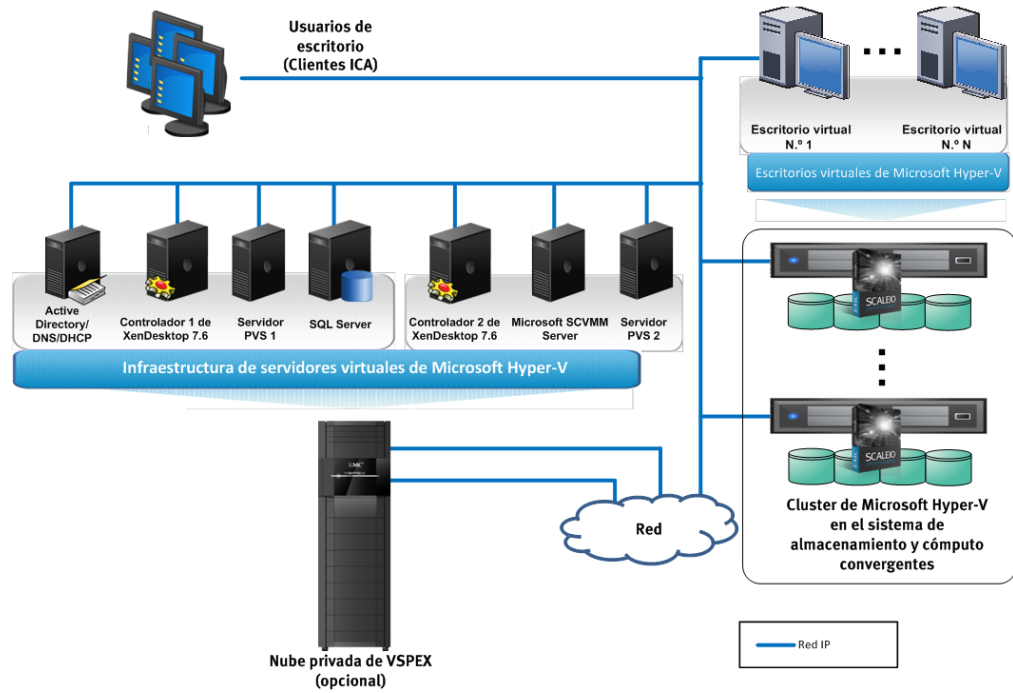 Usuarios de
escritorio
(Clientes ICA)
Escritorio virtual
N.º 1
Escritorio virtual
N.º N
Escritorios virtuales de Microsoft Hyper-V
Active
Directory/
DNS/DHCP
Controlador 1 de
XenDesktop 7.6
Servidor
PVS 1
SQL Server
Controlador 2 de
XenDesktop 7.6
Microsoft SCVMM
Server
Servidor
PVS 2
Infraestructura de servidores virtuales de Microsoft Hyper-V
EMC
SCALEIO
EMC
SCALEIO
Cluster de Microsoft Hyper-V
en el sistema de
almacenamiento y cómputo
convergentes
EMC²
Red
Nube privada de VSPEX
(opcional)
Red IP